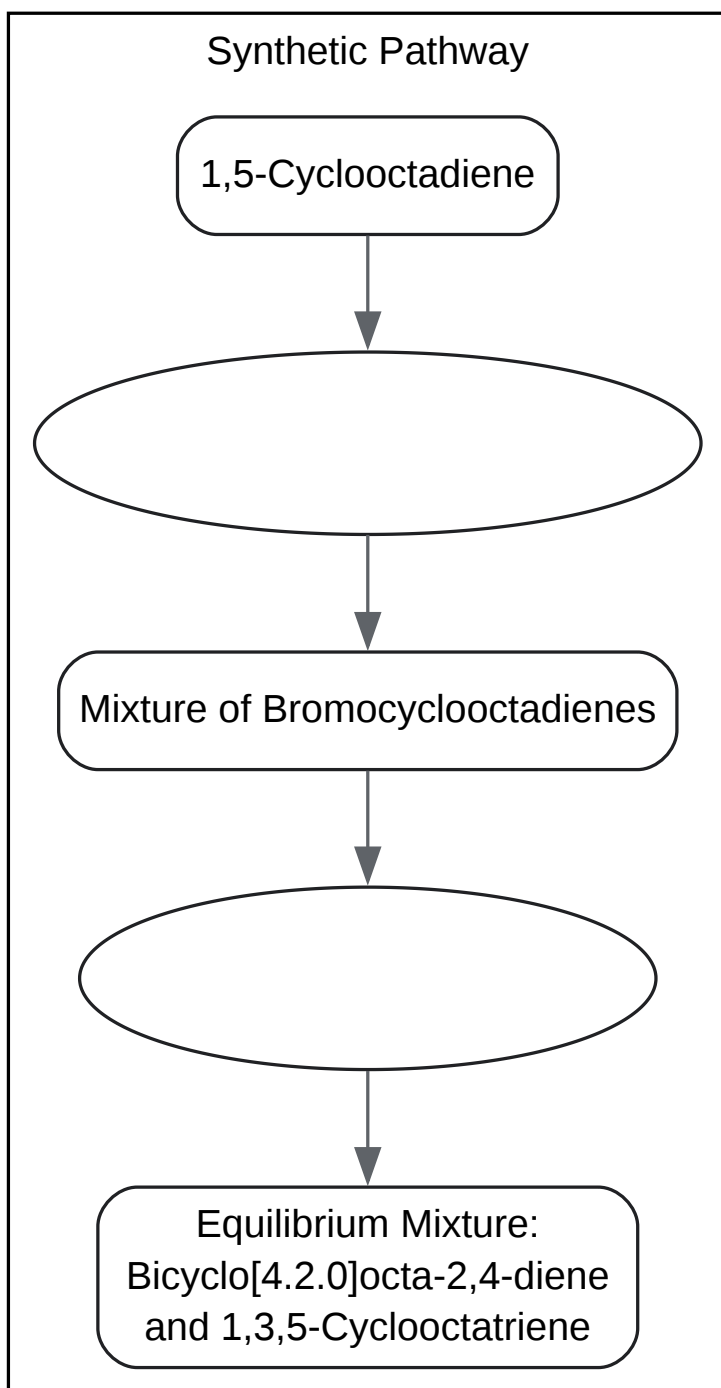 Synthetic Pathway
1,5-Cyclooctadiene
Mixture of Bromocyclooctadienes
Equilibrium Mixture:
Bicyclo[4.2.0]octa-2,4-diene
and 1,3,5-Cyclooctatriene